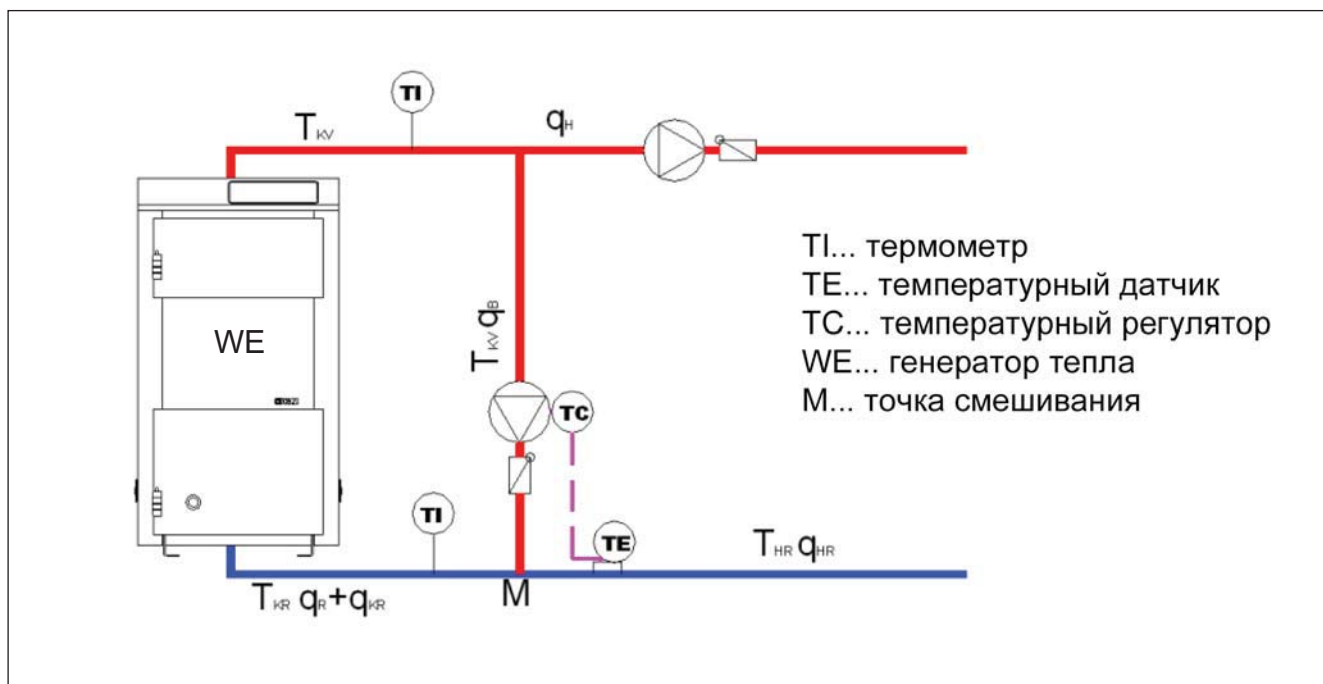 TI
T KV
q H
TI... термометр
TE... температурный датчик
TC... температурный регулятор
WE... генератор тепла
M... точка смешивания
WE
T KV q B
TC
TI
TE
T HR q HR
T KR q R+q KR
M